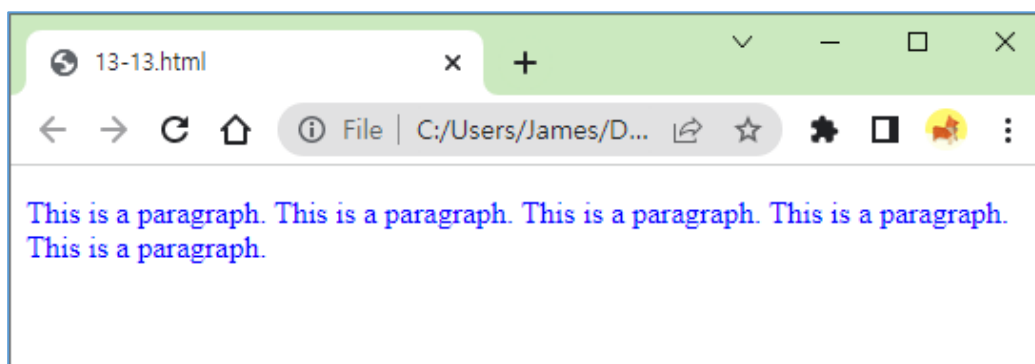 13-13.html
File C:/Users/James/D...
This is a paragraph. This is a paragraph. This is a paragraph. This is a paragraph.
This is a paragraph.